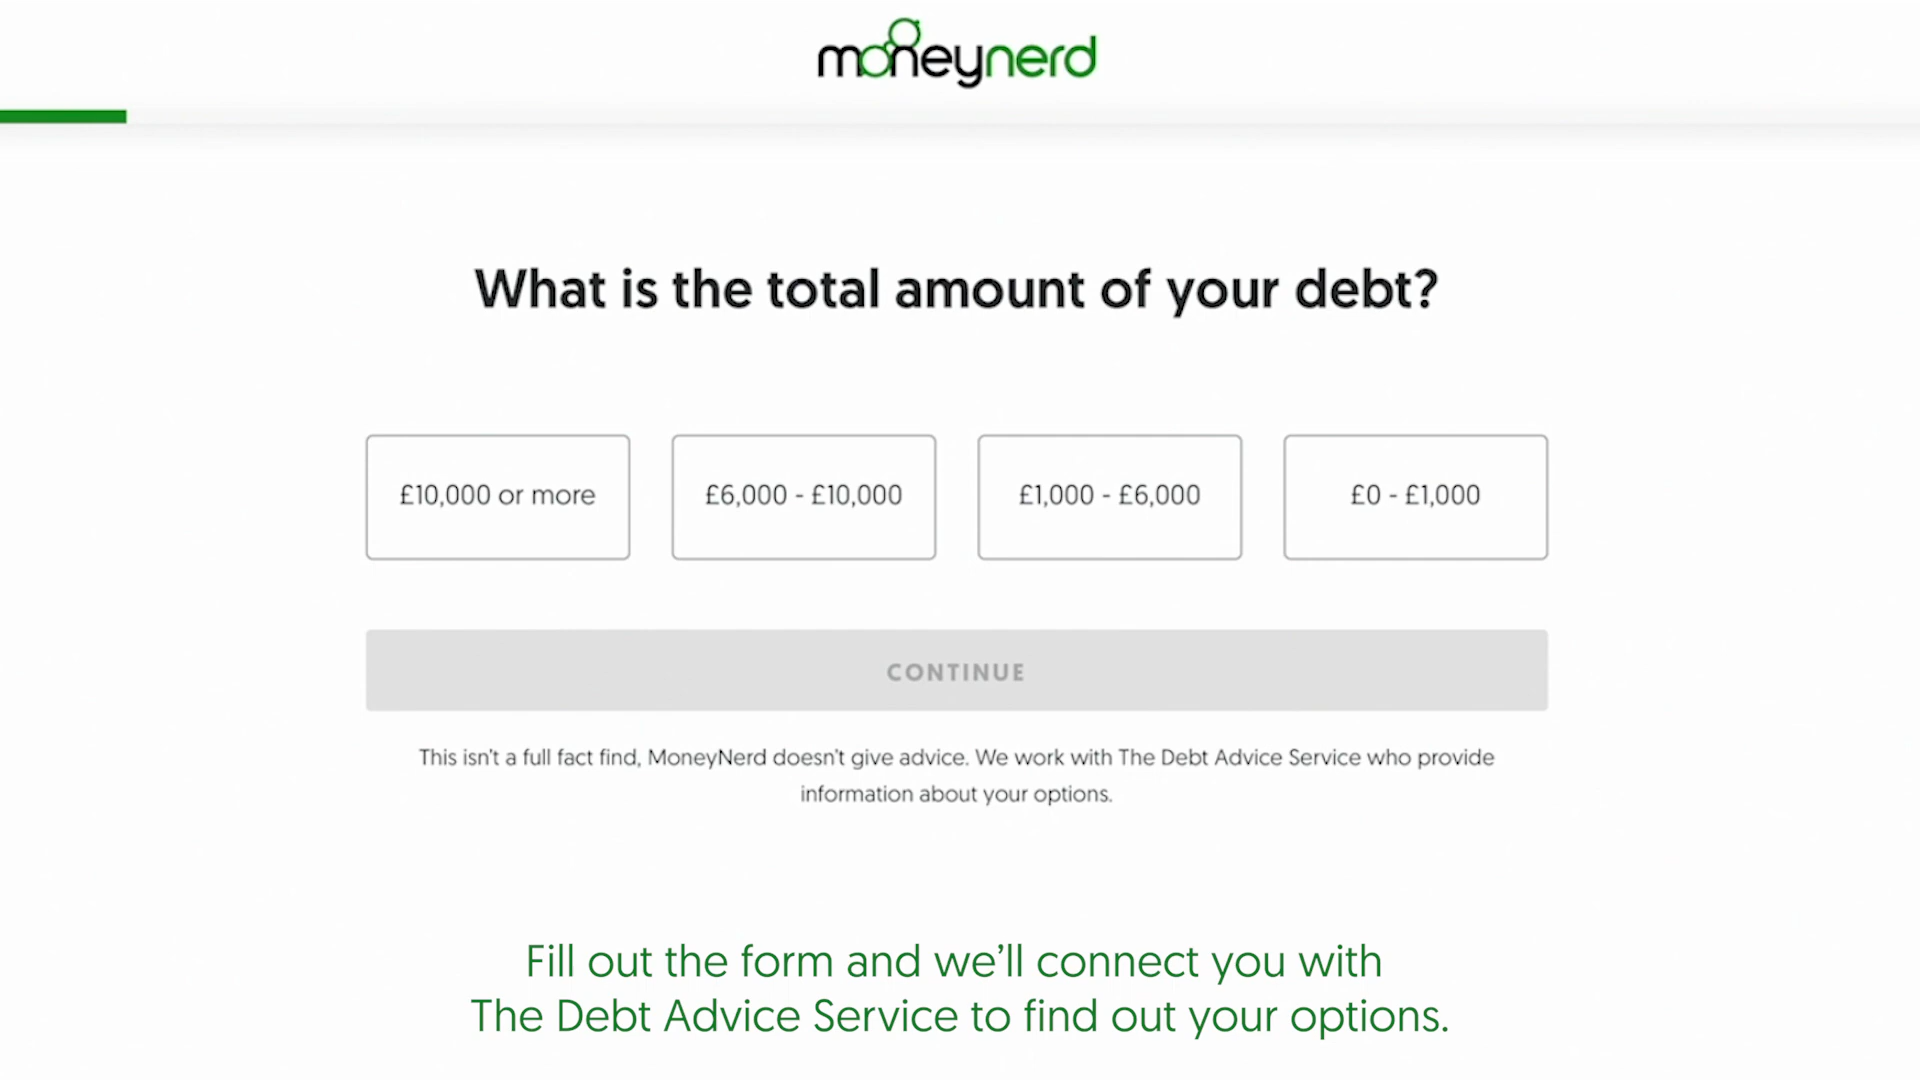 moneynerd
What is the total amount of your debt?
£10,000 or more
£6,000 - £10,000
£1,000 - £6,000
£0 - £1,000
CONTINUE
This isn't a full fact find, MoneyNerd doesn't give advice. We work with The Debt Advice Service who provide
information about your options.
Fill out the form and we’ll connect you with
The Debt Advice Service to find out your options.